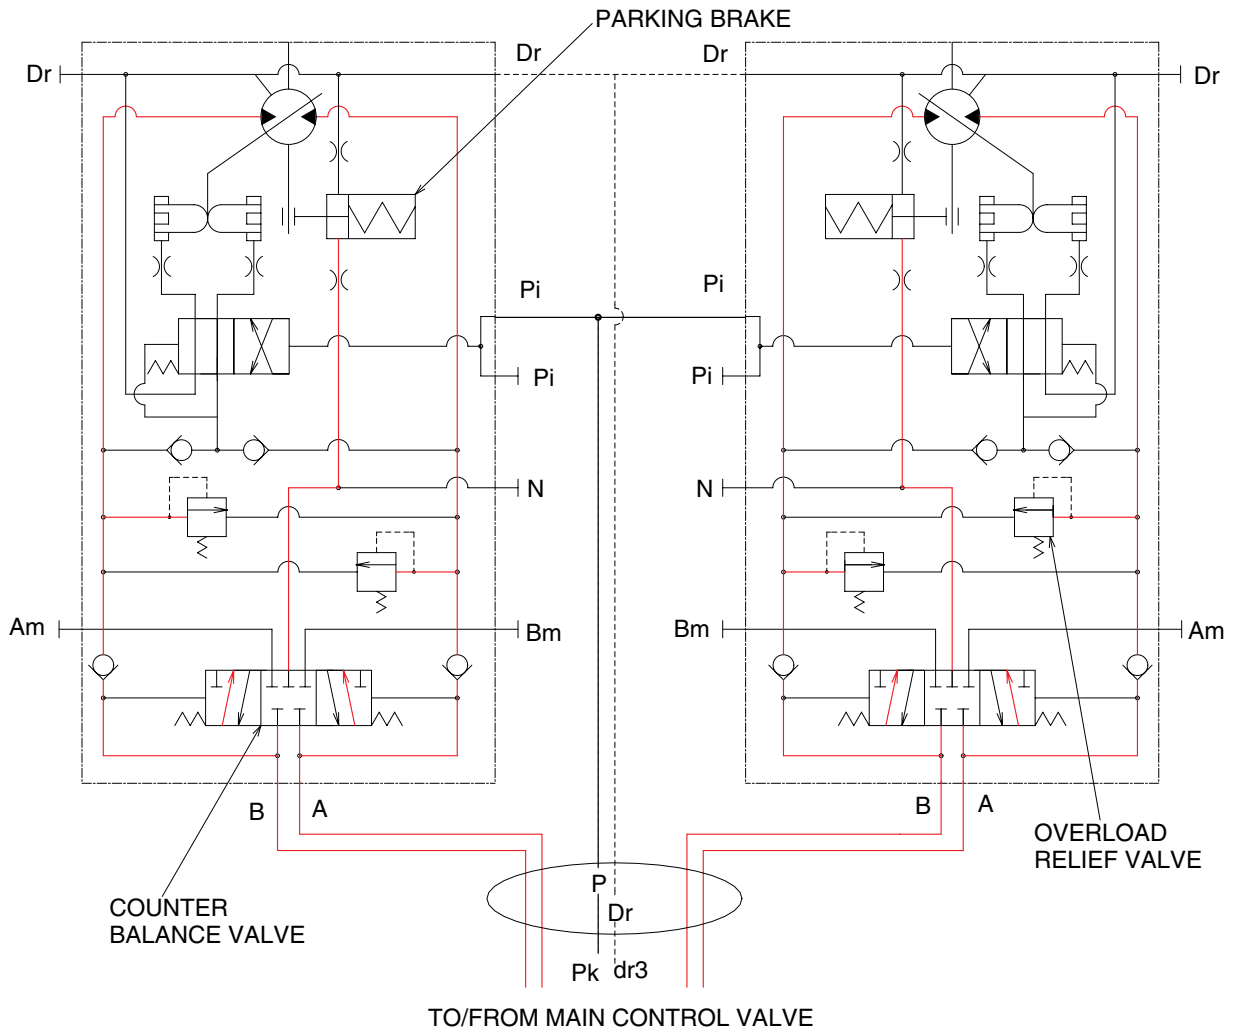 PARKING BRAKE
Dr
Dr
Dr
Dr
Pi
Pi
Pi
Pi
N
N
Am
Bm
Bm
Am
B
A
B
A
OVERLOAD
RELIEF VALVE
COUNTER
BALANCE VALVE
P
Dr
Pk
dr3
TO/FROM MAIN CONTROL VALVE